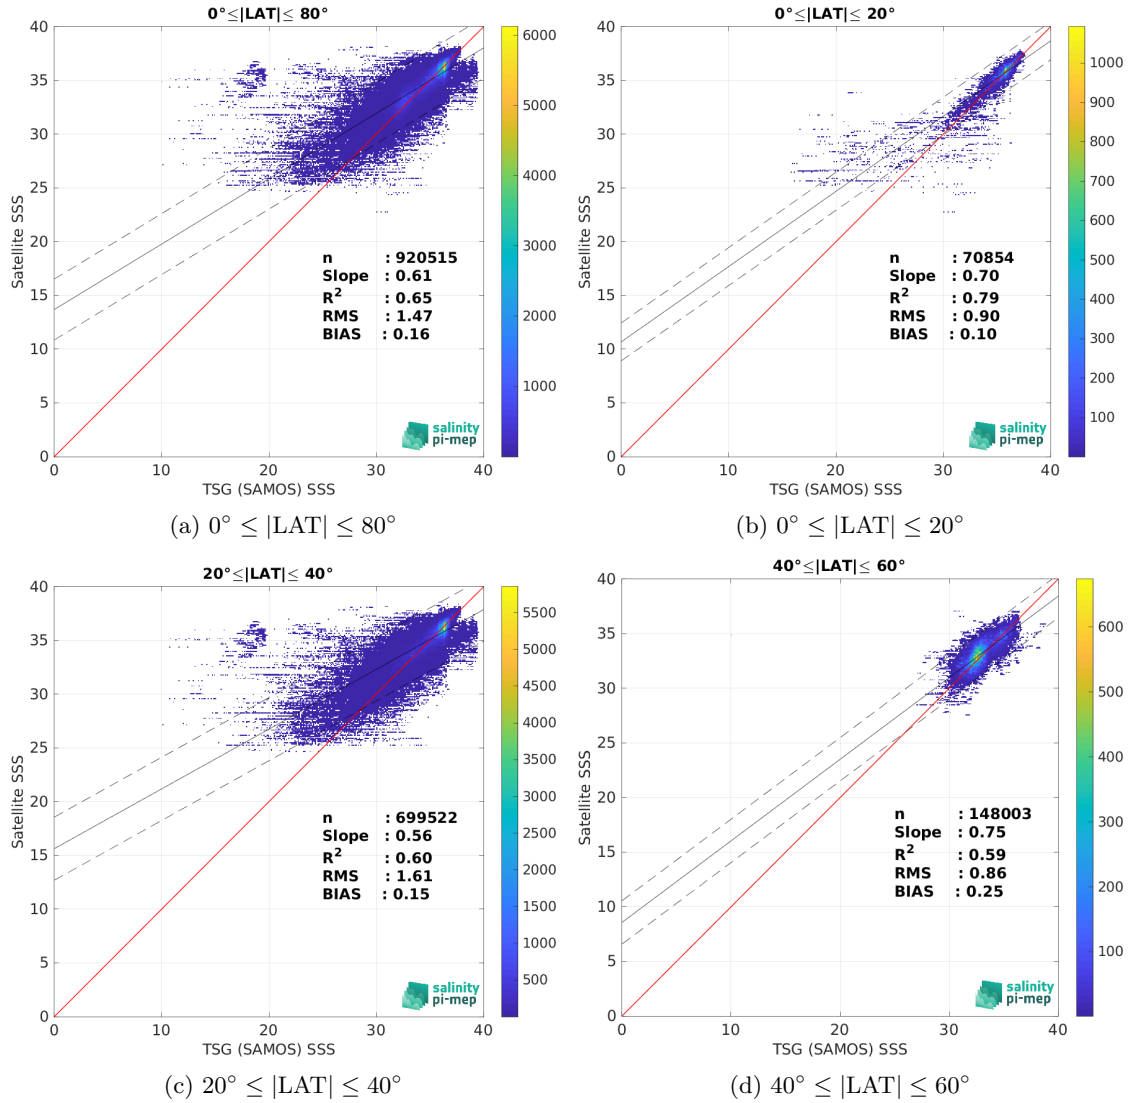 0°≤|LAT|≤ 80°
40
35
30
25
20
15
10
5
0
Satellite SSS
0
10
20
30
40
TSG (SAMOS) SSS
n : 920515
Slope : 0.61
R² : 0.65
RMS : 1.47
BIAS : 0.16
salinity
pi-mep
6000
5000
4000
3000
2000
1000
(a) 0° ≤ |LAT| ≤ 80°
0°≤|LAT|≤ 20°
40
35
30
25
20
15
10
5
0
Satellite SSS
0
10
20
30
40
TSG (SAMOS) SSS
n : 70854
Slope : 0.70
R² : 0.79
RMS : 0.90
BIAS : 0.10
salinity
pi-mep
1000
900
800
700
600
500
400
300
200
100
(b) 0° ≤ |LAT| ≤ 20°
20°≤|LAT|≤ 40°
40
35
30
25
20
15
10
5
0
Satellite SSS
0
10
20
30
40
TSG (SAMOS) SSS
n : 699522
Slope : 0.56
R² : 0.60
RMS : 1.61
BIAS : 0.15
salinity
pi-mep
5500
5000
4500
4000
3500
3000
2500
2000
1500
1000
500
(c) 20° ≤ |LAT| ≤ 40°
40°≤|LAT|≤ 60°
40
35
30
25
20
15
10
5
0
Satellite SSS
0
10
20
30
40
TSG (SAMOS) SSS
n : 148003
Slope : 0.75
R² : 0.59
RMS : 0.86
BIAS : 0.25
salinity
pi-mep
600
500
400
300
200
100
(d) 40° ≤ |LAT| ≤ 60°